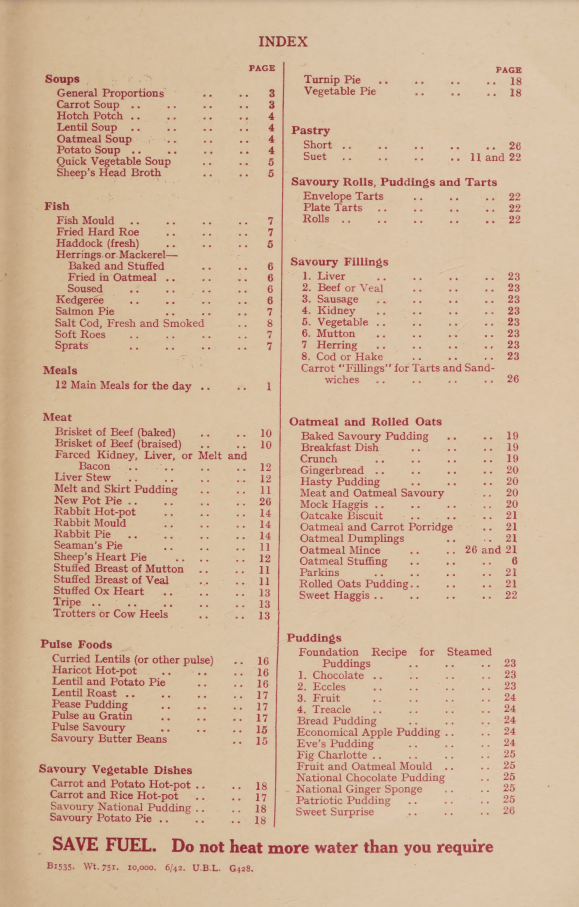 INDEX
PAGE
Soups
General Proportions .. .. 3
Carrot Soup .. .. .. .. 3
Hotch Potch .. .. .. .. 4
Lentil Soup .. .. .. .. 4
Oatmeal Soup .. .. .. 4
Potato Soup .. .. .. .. 4
Quick Vegetable Soup .. .. 5
Sheep's Head Broth .. .. 5
Fish
Fish Mould .. .. .. .. 7
Fried Hard Roe .. .. .. 7
Haddock (fresh) .. .. .. 5
Herrings or Mackerel—
Baked and Stuffed .. .. 6
Fried in Oatmeal .. .. .. 6
Soused .. .. .. .. 6
Kedgeree .. .. .. .. 6
Salmon Pie .. .. .. .. 7
Salt Cod, Fresh and Smoked .. 8
Soft Roes .. .. .. .. 7
Sprats .. .. .. .. 7
Meals
12 Main Meals for the day .. .. 1
Meat
Brisket of Beef (baked) .. .. 10
Brisket of Beef (braised) .. .. 10
Farced Kidney, Liver, or Melt and
Bacon .. .. .. .. 12
Liver Stew .. .. .. .. 12
Melt and Skirt Pudding .. .. 11
New Pot Pie .. .. .. .. 26
Rabbit Hot-pot .. .. .. 14
Rabbit Mould .. .. .. 14
Rabbit Pie .. .. .. .. 14
Seaman's Pie .. .. .. 11
Sheep's Heart Pie .. .. .. 12
Stuffed Breast of Mutton .. .. 11
Stuffed Breast of Veal .. .. 11
Stuffed Ox Heart .. .. .. 13
Tripe .. .. .. .. .. 13
Trotters or Cow Heels .. .. 13
Pulse Foods
Curried Lentils (or other pulse) .. 16
Haricot Hot-pot .. .. .. 16
Lentil and Potato Pie .. .. 16
Lentil Roast .. .. .. .. 17
Pease Pudding .. .. .. 17
Pulse au Gratin .. .. .. 17
Pulse Savoury .. .. .. 15
Savoury Butter Beans .. 15
Savoury Vegetable Dishes
Carrot and Potato Hot-pot .. .. 18
Carrot and Rice Hot-pot .. .. 17
Savoury National Pudding .. .. 18
Savoury Potato Pie .. .. .. 18
PAGE
Turnip Pie .. .. .. .. 18
Vegetable Pie .. .. .. 18
Pastry
Short .. .. .. .. .. 26
Suet .. .. .. .. 11 and 22
Savoury Rolls, Puddings and Tarts
Envelope Tarts .. .. .. 22
Plate Tarts .. .. .. .. 22
Rolls .. .. .. .. .. 22
Savoury Fillings
1. Liver .. .. .. .. 23
2. Beef or Veal .. .. .. 23
3. Sausage .. .. .. .. 23
4. Kidney .. .. .. .. 23
5. Vegetable .. .. .. .. 23
6. Mutton .. .. .. .. 23
7 Herring .. .. .. .. 23
8. Cod or Hake .. .. .. 23
Carrot "Fillings" for Tarts and Sand-
wiches .. .. .. .. 26
Oatmeal and Rolled Oats
Baked Savoury Pudding .. .. 19
Breakfast Dish .. .. .. 19
Crunch .. .. .. .. 19
Gingerbread .. .. .. .. 20
Hasty Pudding .. .. .. 20
Meat and Oatmeal Savoury .. 20
Mock Haggis .. .. .. .. 20
Oatcake Biscuit .. .. .. 21
Oatmeal and Carrot Porridge .. 21
Oatmeal Dumplings .. .. 21
Oatmeal Mince .. .. 26 and 21
Oatmeal Stuffing .. .. .. 6
Parkins .. .. .. .. 21
Rolled Oats Pudding .. .. .. 21
Sweet Haggis .. .. .. .. 22
Puddings
Foundation Recipe for Steamed
Puddings .. .. .. 23
1. Chocolate .. .. .. .. 23
2. Eccles .. .. .. .. 23
3. Fruit .. .. .. .. 24
4. Treacle .. .. .. .. 24
Bread Pudding .. .. .. 24
Economical Apple Pudding .. .. 24
Eve's Pudding .. .. .. 24
Fig Charlotte .. .. .. .. 25
Fruit and Oatmeal Mould .. .. 25
National Chocolate Pudding .. 25
National Ginger Sponge .. .. 25
Patriotic Pudding .. .. .. 25
Sweet Surprise .. .. .. 26
SAVE FUEL. Do not heat more water than you require
B1535. Wt. 751. 10,000. 6/42. U.B.L. G428.